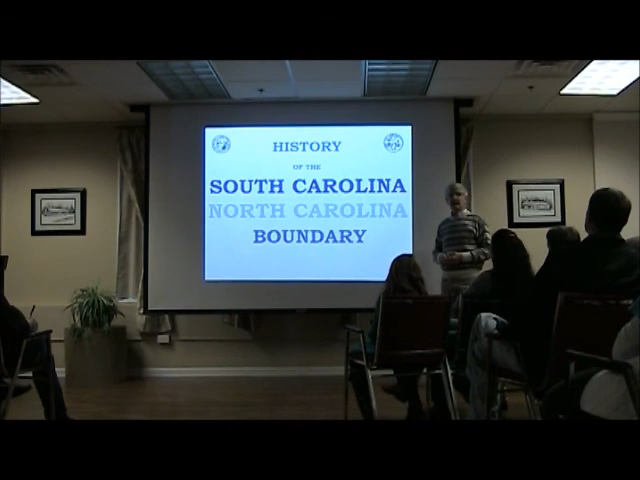 HISTORY
OF THE
SOUTH CAROLINA
NORTH CAROLINA
BOUNDARY